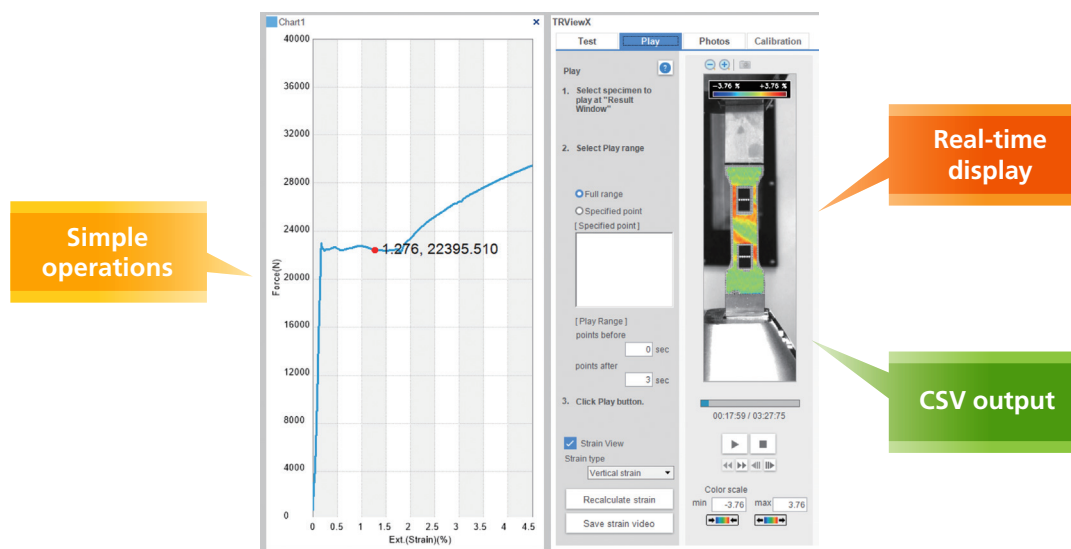 Chart1
×
40000
36000
32000
28000
24000
20000
16000
12000
8000
4000
0
Force(N)
1.276, 22395.510
0 0.5 1 1.5 2 2.5 3 3.5 4 4.5
Ext.(Strain)(%)
TRViewX
Test Play Photos Calibration
Play
?
1. Select specimen to
play at "Result
Window"
2. Select Play range
Full range
Specified point
[ Specified point ]
[ Play Range ]
points before
0 sec
points after
3 sec
3. Click Play button.
Strain View
Strain type
Vertical strain
Recalculate strain
Save strain video
-3.76 % +3.76 %
00:17:59 / 03:27:75
Color scale
min -3.76 max 3.76
Simple
operations
Real-time
display
CSV output